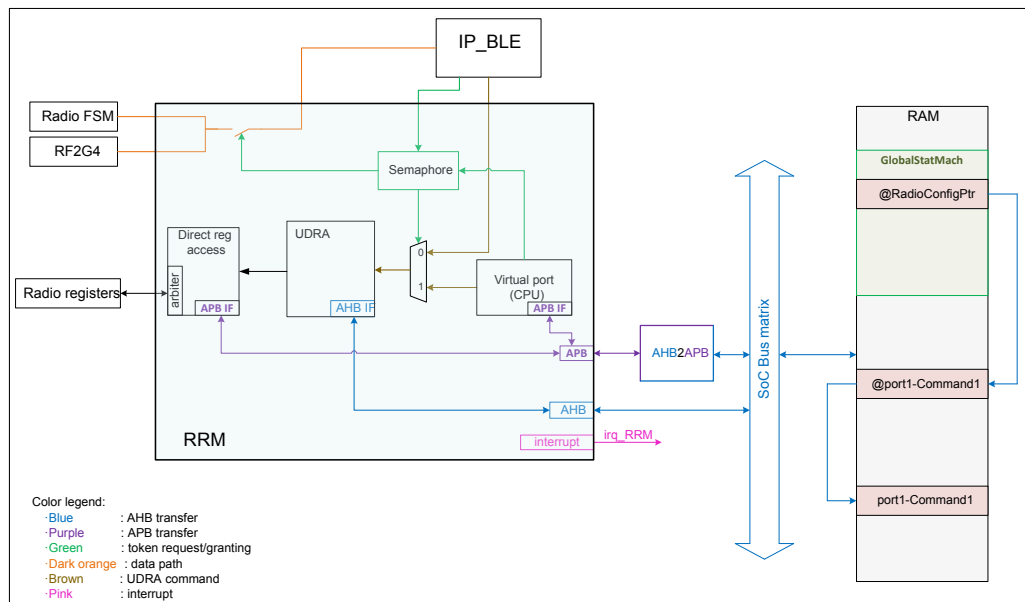 IP_BLE
Radio FSM
RF2G4
RAM
GlobalStatMach
@RadioConfigPtr
Semaphore
Direct reg
access
UDRA
0
1
Virtual port
(CPU)
arbiter
Radio registers
APB IF
AHB IF
APB IF
APB
AHB2APB
SoC Bus matrix
@port1-Command1
AHB
RRM
interrupt
irq_RRM
port1-Command1
Color legend:
·Blue : AHB transfer
·Purple : APB transfer
·Green : token request/granting
·Dark orange : data path
·Brown : UDRA command
·Pink : interrupt